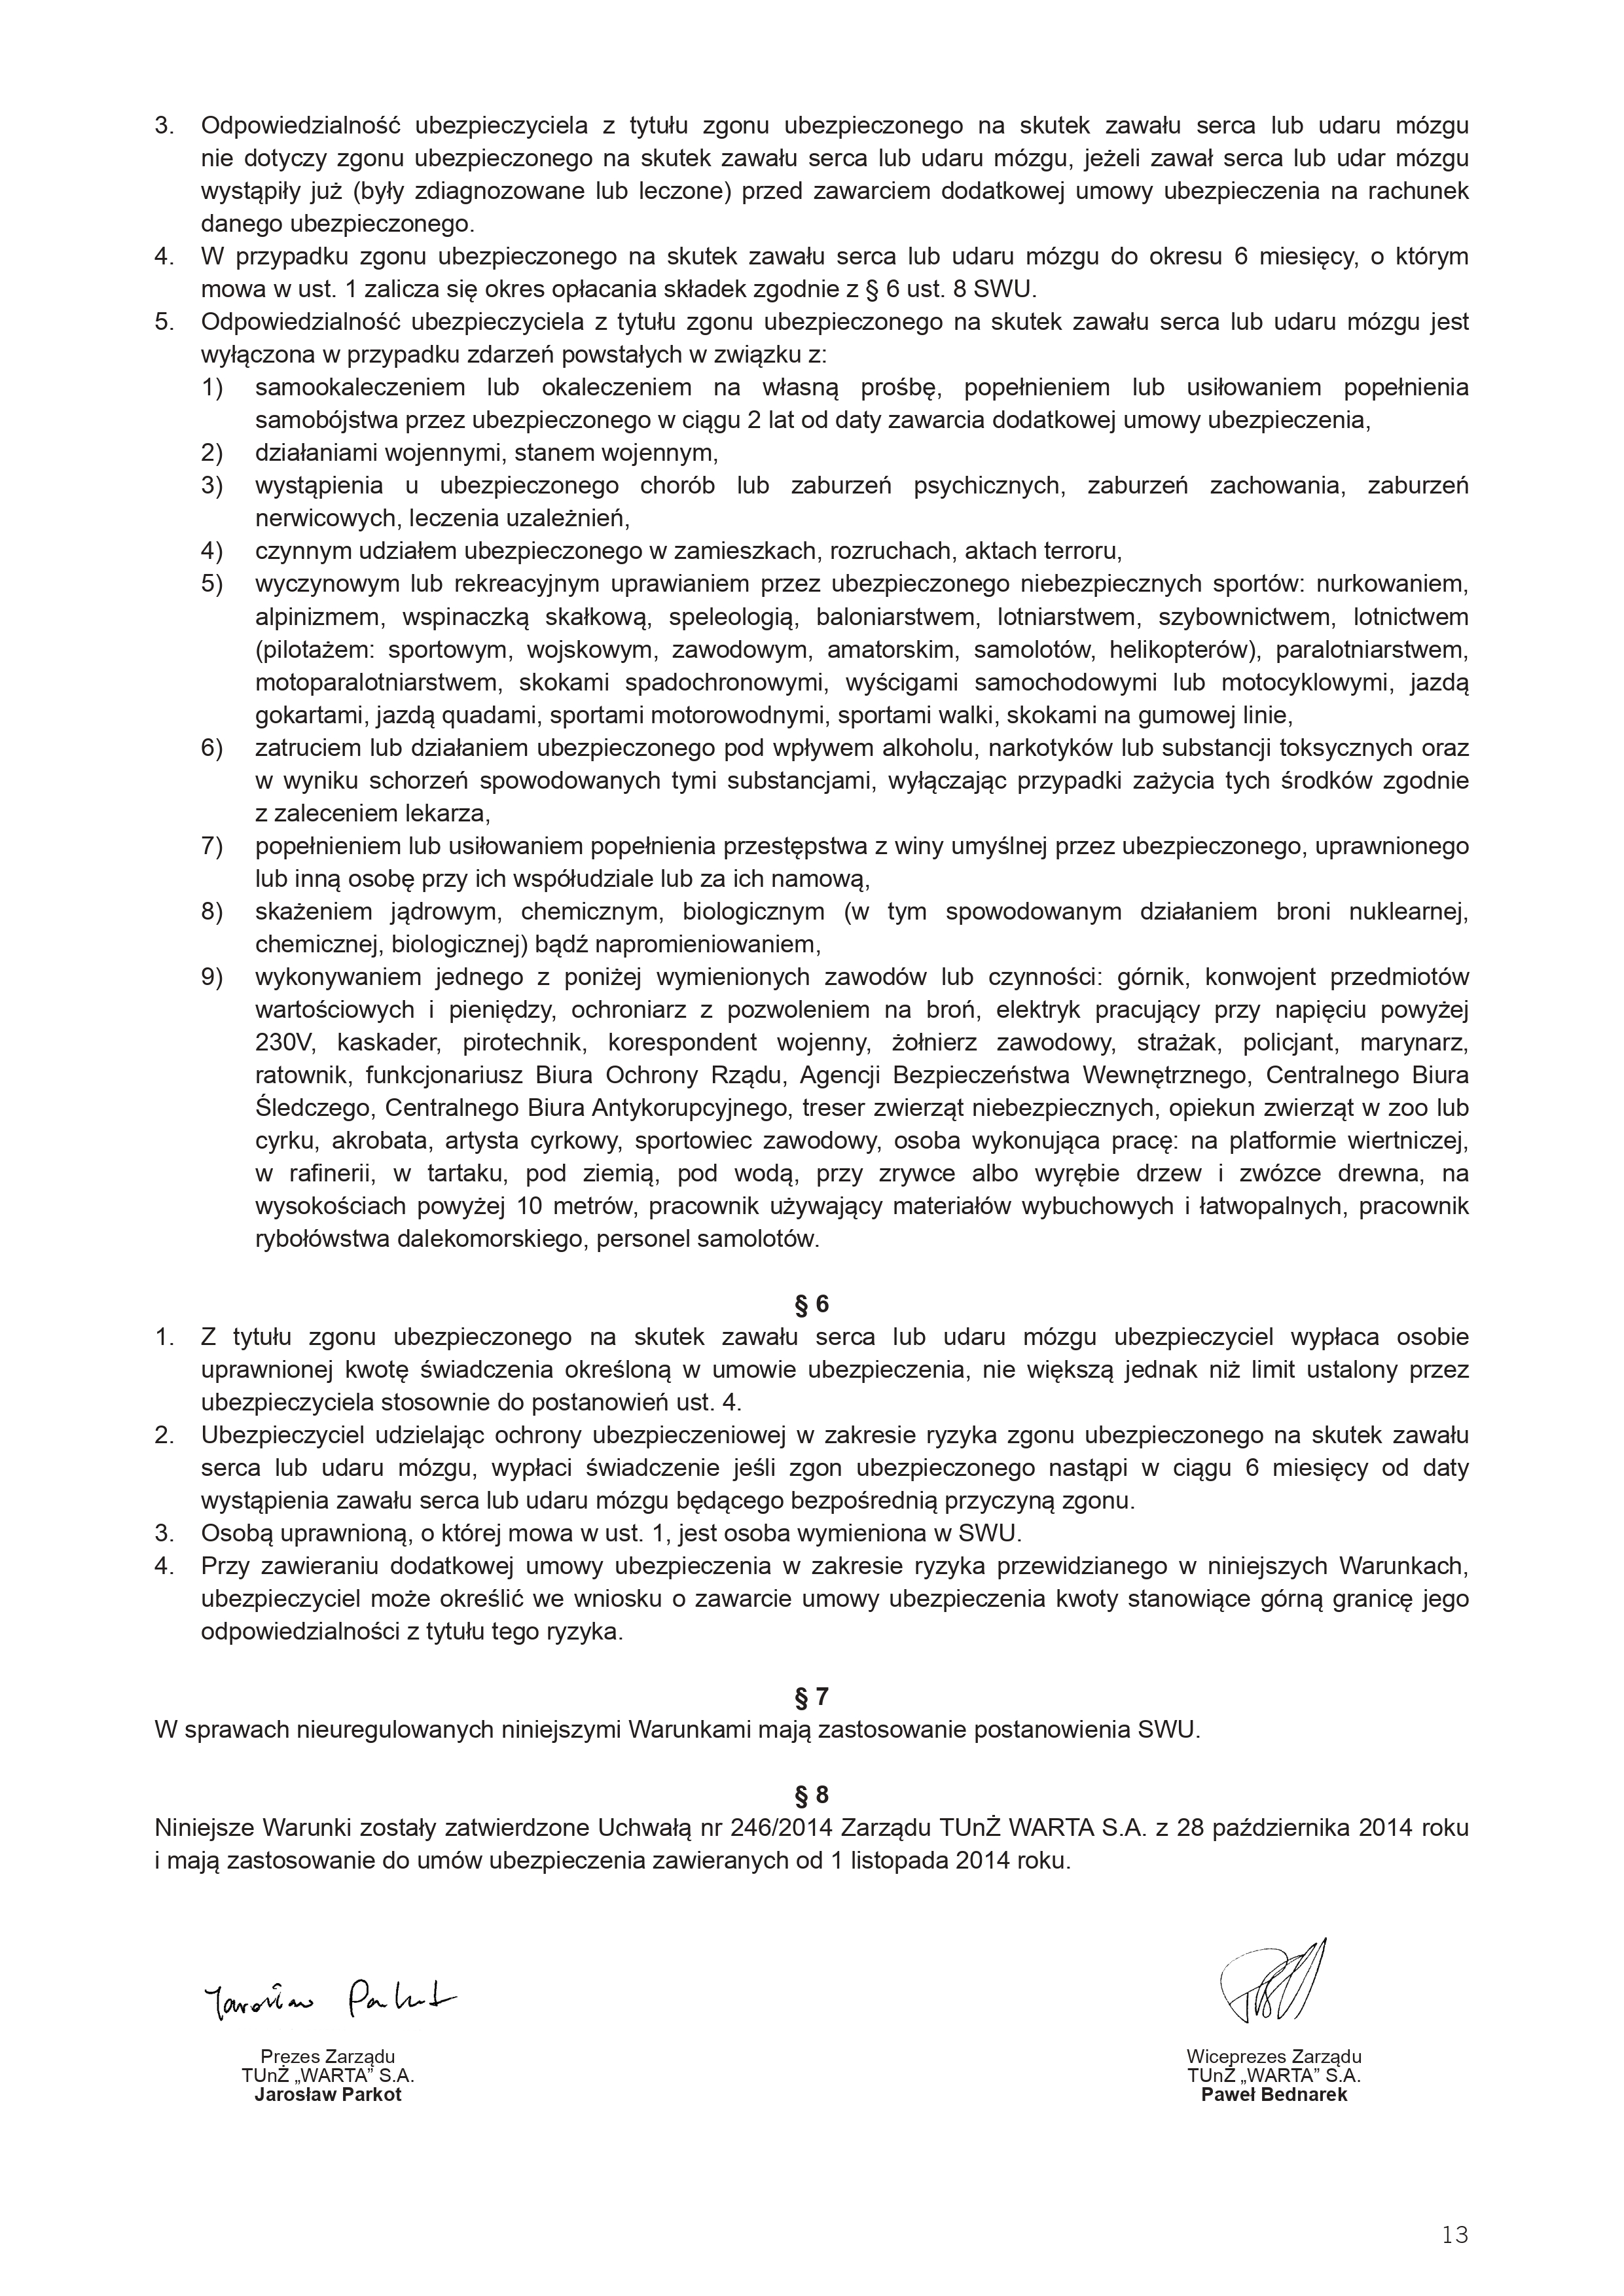 3. Odpowiedzialność ubezpieczyciela z tytułu zgonu ubezpieczonego na skutek zawału serca lub udaru mózgu
nie dotyczy zgonu ubezpieczonego na skutek zawału serca lub udaru mózgu, jeżeli zawał serca lub udar mózgu
wystąpiły już (były zdiagnozowane lub leczone) przed zawarciem dodatkowej umowy ubezpieczenia na rachunek
danego ubezpieczonego.
4. W przypadku zgonu ubezpieczonego na skutek zawału serca lub udaru mózgu do okresu 6 miesięcy, o którym
mowa w ust. 1 zalicza się okres opłacania składek zgodnie z § 6 ust. 8 SWU.
5. Odpowiedzialność ubezpieczyciela z tytułu zgonu ubezpieczonego na skutek zawału serca lub udaru mózgu jest
wyłączona w przypadku zdarzeń powstałych w związku z:
1) samookaleczeniem lub okaleczeniem na własną prośbę, popełnieniem lub usiłowaniem popełnienia
samobójstwa przez ubezpieczonego w ciągu 2 lat od daty zawarcia dodatkowej umowy ubezpieczenia,
2) działaniami wojennymi, stanem wojennym,
3) wystąpienia u ubezpieczonego chorób lub zaburzeń psychicznych, zaburzeń zachowania, zaburzeń
nerwicowych, leczenia uzależnień,
4) czynnym udziałem ubezpieczonego w zamieszkach, rozruchach, aktach terroru,
5) wyczynowym lub rekreacyjnym uprawianiem przez ubezpieczonego niebezpiecznych sportów: nurkowaniem,
alpinizmem, wspinaczką skałkową, speleologią, baloniarstwem, lotniarstwem, szybownictwem, lotnictwem
(pilotażem: sportowym, wojskowym, zawodowym, amatorskim, samolotów, helikopterów), paralotniarstwem,
motoparalotniarstwem, skokami spadochronowymi, wyścigami samochodowymi lub motocyklowymi, jazdą
gokartami, jazdą quadami, sportami motorowodnymi, sportami walki, skokami na gumowej linie,
6) zatruciem lub działaniem ubezpieczonego pod wpływem alkoholu, narkotyków lub substancji toksycznych oraz
w wyniku schorzeń spowodowanych tymi substancjami, wyłączając przypadki zażycia tych środków zgodnie
z zaleceniem lekarza,
7) popełnieniem lub usiłowaniem popełnienia przestępstwa z winy umyślnej przez ubezpieczonego, uprawnionego
lub inną osobę przy ich współudziale lub za ich namową,
8) skażeniem jądrowym, chemicznym, biologicznym (w tym spowodowanym działaniem broni nuklearnej,
chemicznej, biologicznej) bądź napromieniowaniem,
9) wykonywaniem jednego z poniżej wymienionych zawodów lub czynności: górnik, konwojent przedmiotów
wartościowych i pieniędzy, ochroniarz z pozwoleniem na broń, elektryk pracujący przy napięciu powyżej
230V, kaskader, pirotechnik, korespondent wojenny, żołnierz zawodowy, strażak, policjant, marynarz,
ratownik, funkcjonariusz Biura Ochrony Rządu, Agencji Bezpieczeństwa Wewnętrznego, Centralnego Biura
Śledczego, Centralnego Biura Antykorupcyjnego, treser zwierząt niebezpiecznych, opiekun zwierząt w zoo lub
cyrku, akrobata, artysta cyrkowy, sportowiec zawodowy, osoba wykonująca pracę: na platformie wiertniczej,
w rafinerii, w tartaku, pod ziemią, pod wodą, przy zrywce albo wyrębie drzew i zwózce drewna, na
wysokościach powyżej 10 metrów, pracownik używający materiałów wybuchowych i łatwopalnych, pracownik
rybołówstwa dalekomorskiego, personel samolotów.
§ 6
1. Z tytułu zgonu ubezpieczonego na skutek zawału serca lub udaru mózgu ubezpieczyciel wypłaca osobie
uprawnionej kwotę świadczenia określoną w umowie ubezpieczenia, nie większą jednak niż limit ustalony przez
ubezpieczyciela stosownie do postanowień ust. 4.
2. Ubezpieczyciel udzielając ochrony ubezpieczeniowej w zakresie ryzyka zgonu ubezpieczonego na skutek zawału
serca lub udaru mózgu, wypłaci świadczenie jeśli zgon ubezpieczonego nastąpi w ciągu 6 miesięcy od daty
wystąpienia zawału serca lub udaru mózgu będącego bezpośrednią przyczyną zgonu.
3. Osobą uprawnioną, o której mowa w ust. 1, jest osoba wymieniona w SWU.
4. Przy zawieraniu dodatkowej umowy ubezpieczenia w zakresie ryzyka przewidzianego w niniejszych Warunkach,
ubezpieczyciel może określić we wniosku o zawarcie umowy ubezpieczenia kwoty stanowiące górną granicę jego
odpowiedzialności z tytułu tego ryzyka.
§ 7
W sprawach nieuregulowanych niniejszymi Warunkami mają zastosowanie postanowienia SWU.
§ 8
Niniejsze Warunki zostały zatwierdzone Uchwałą nr 246/2014 Zarządu TUnŻ WARTA S.A. z 28 października 2014 roku
i mają zastosowanie do umów ubezpieczenia zawieranych od 1 listopada 2014 roku.
Jarosław Parkot
Prezes Zarządu
TUnŻ „WARTA” S.A.
Jarosław Parkot
Wiceprezes Zarządu
TUnŻ „WARTA” S.A.
Paweł Bednarek
13